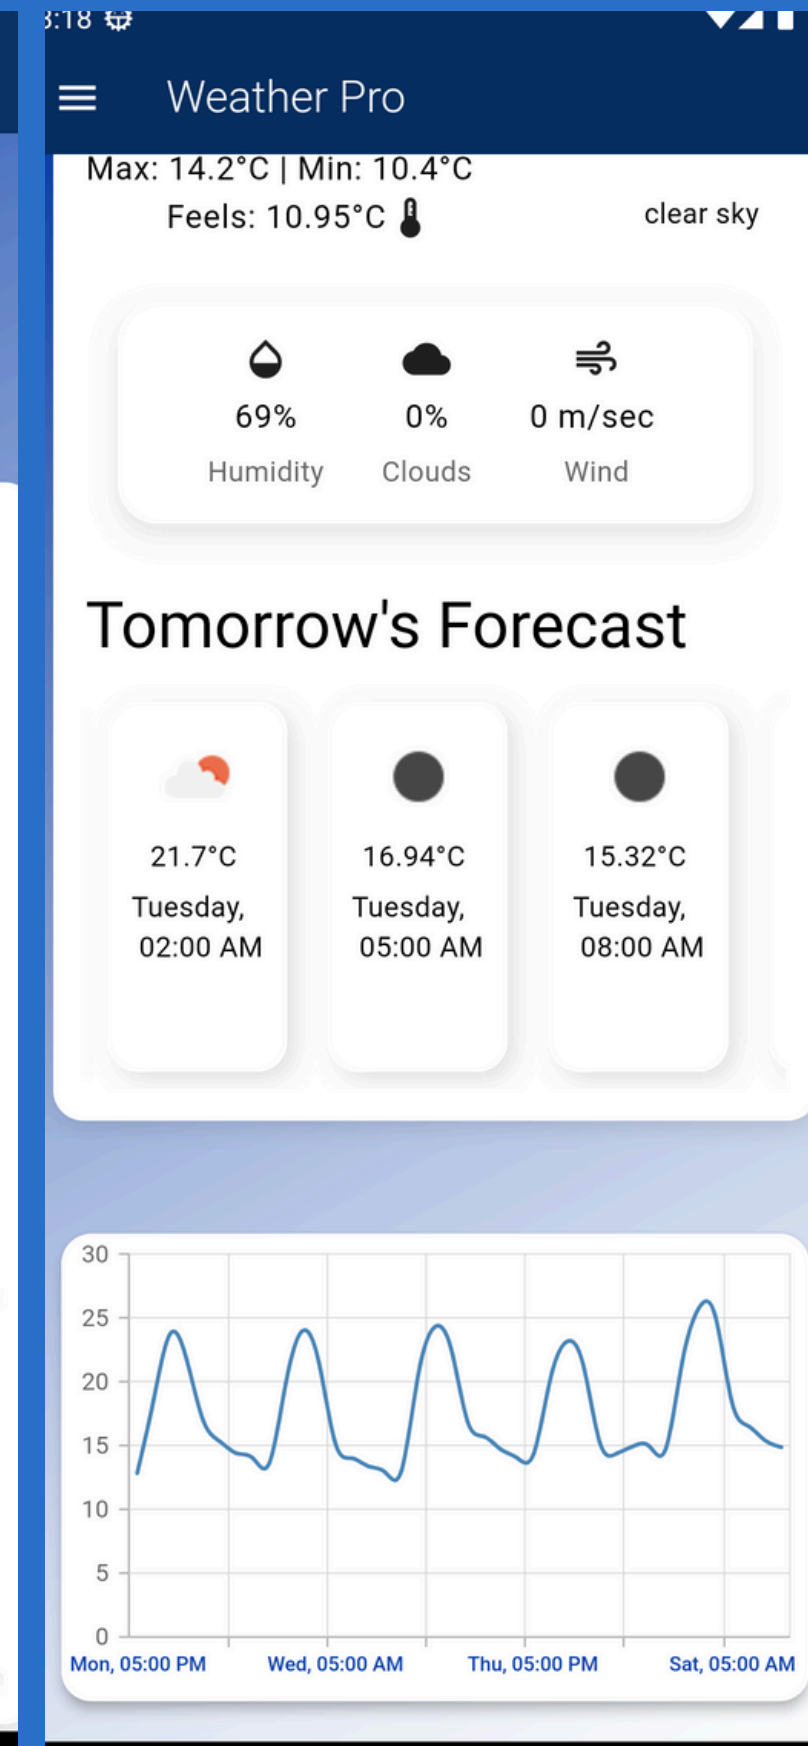 3:18
Weather Pro
Max: 14.2°C | Min: 10.4°C
Feels: 10.95°C
clear sky
69% 0% 0 m/sec
Humidity Clouds Wind
Tomorrow's Forecast
21.7°C 16.94°C 15.32°C
Tuesday, Tuesday, Tuesday,
02:00 AM 05:00 AM 08:00 AM
30
25
20
15
10
5
0
Mon, 05:00 PM Wed, 05:00 AM Thu, 05:00 PM Sat, 05:00 AM